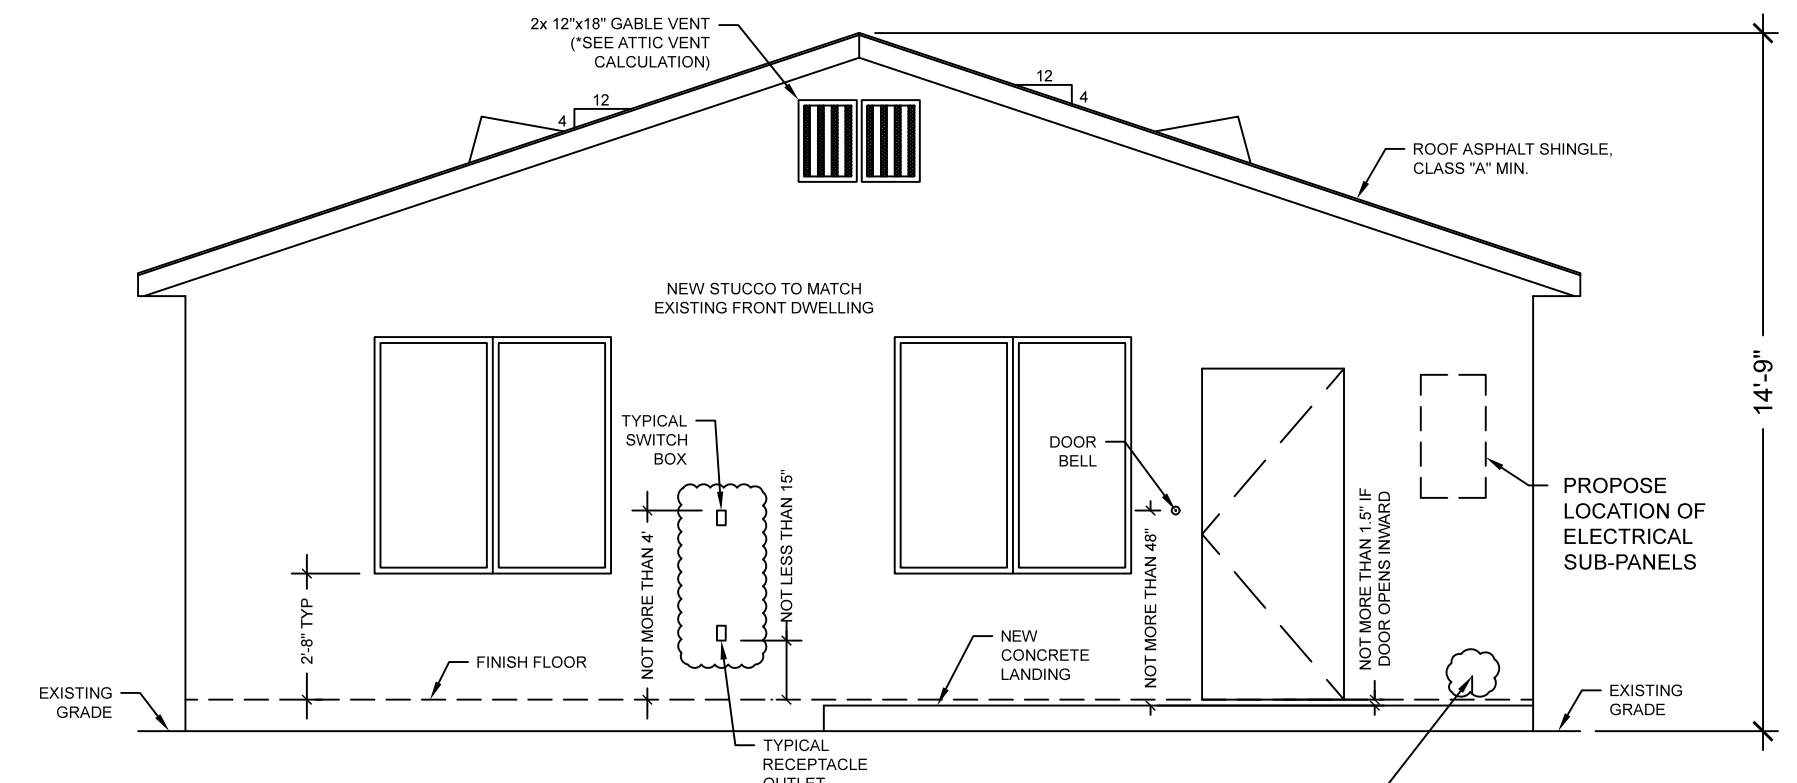 2x 12"x18" GABLE VENT
(*SEE ATTIC VENT
CALCULATION)
12
4
12
4
ROOF ASPHALT SHINGLE,
CLASS "A" MIN.
NEW STUCCO TO MATCH
EXISTING FRONT DWELLING
14'-9"
TYPICAL
SWITCH
BOX
DOOR
BELL
PROPOSE
LOCATION OF
ELECTRICAL
SUB-PANELS
2'-8" TYP
NOT MORE THAN 4'
NOT LESS THAN 15"
NOT MORE THAN 48"
NOT MORE THAN 1.5" IF
DOOR OPENS INWARD
FINISH FLOOR
NEW
CONCRETE
LANDING
EXISTING
GRADE
EXISTING
GRADE
TYPICAL
RECEPTACLE
OUTLET